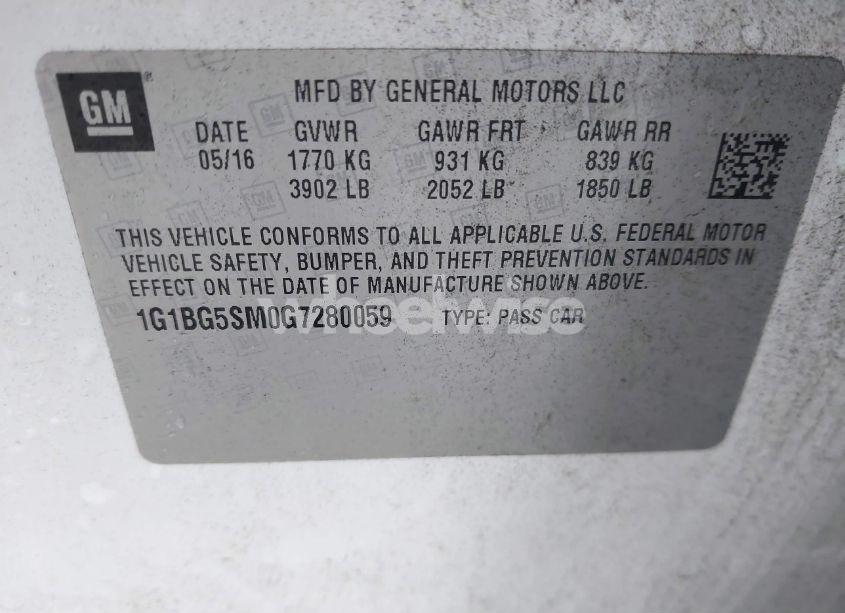 GM®
MFD BY GENERAL MOTORS LLC
DATE GVWR GAWR FRT GAWR RR
05/16 1770 KG 931 KG 839 KG
3902 LB 2052 LB 1850 LB
THIS VEHICLE CONFORMS TO ALL APPLICABLE U.S. FEDERAL MOTOR
VEHICLE SAFETY, BUMPER, AND THEFT PREVENTION STANDARDS IN
EFFECT ON THE DATE OF MANUFACTURE SHOWN ABOVE.
1G1BG5SM0G7280059 TYPE: PASS CAR
wheelwise